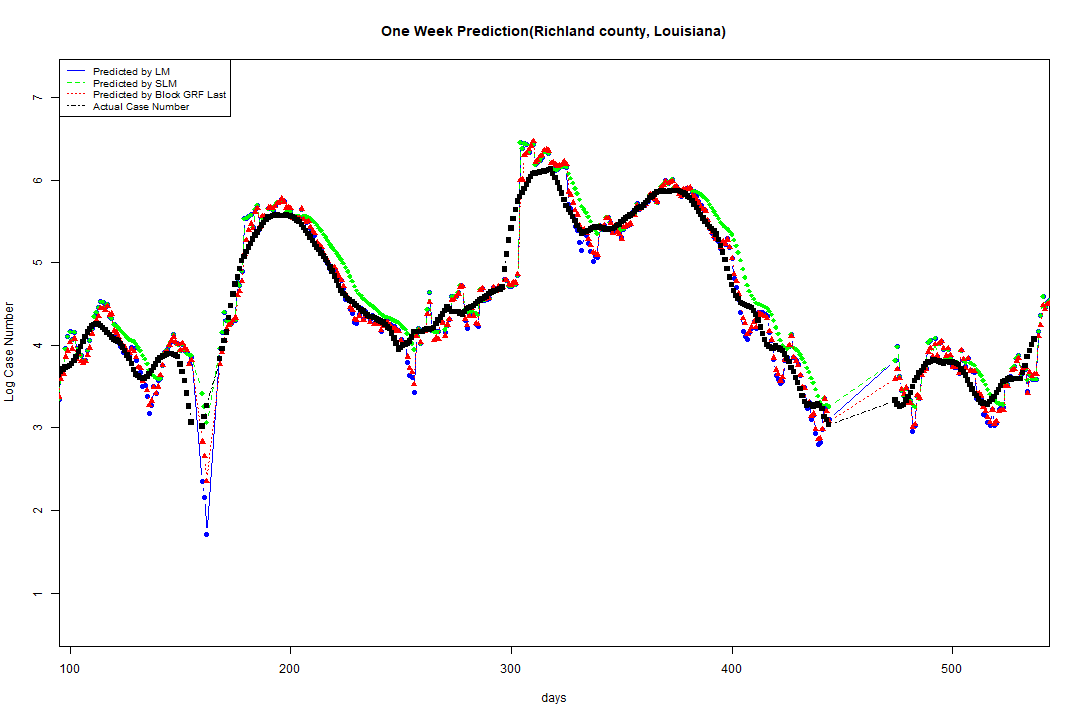 One Week Prediction(Richland county, Louisiana)
Predicted by LM
Predicted by SLM
Predicted by Block GRF Last
Actual Case Number
7
6
5
4
3
2
1
Log Case Number
100 200 300 400 500
days